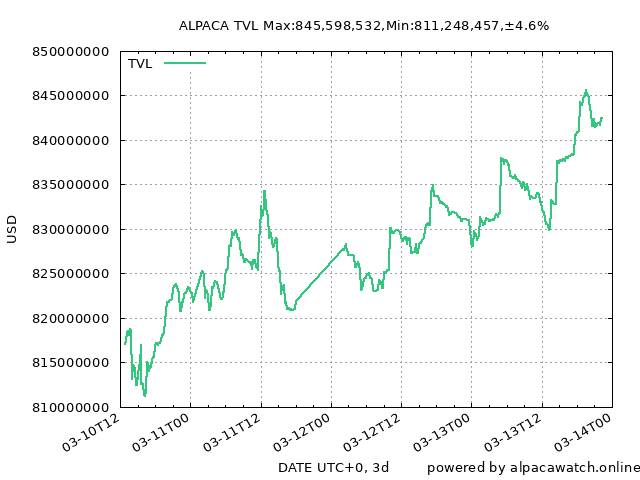 ALPACA TVL Max:845,598,532,Min:811,248,457,±4.6%
850000000
TVL
845000000
840000000
835000000
830000000
USD
825000000
820000000
815000000
810000000
03-10T12 03-11T00 03-11T12 03-12T00 03-12T12 03-13T00 03-13T12 03-14T00
DATE UTC+0, 3d powered by alpacawatch.online